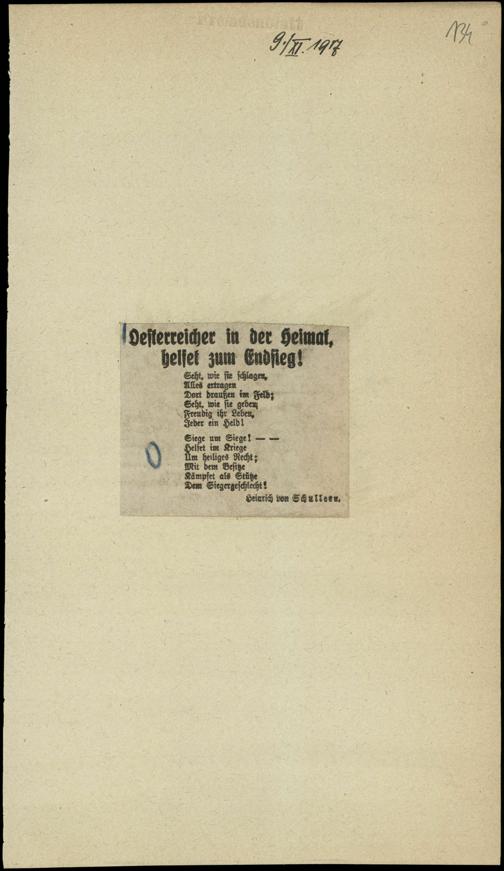 9./XI. 1917
Oesterreicher in der Heimat,
helfet zum Endsieg!
Seht, wie sie schlagen,
Alles ertragen
Dort draußen im Feld;
Seht, wie sie geben,
Freudig ihr Leben,
Jeder ein Held!
Siege um Siege! — —
Helfet im Kriege
Um heiliges Recht;
Mit dem Besitze
Kämpfet als Stütze
Dem Siegergeschlecht!
Heinrich von Schullern.